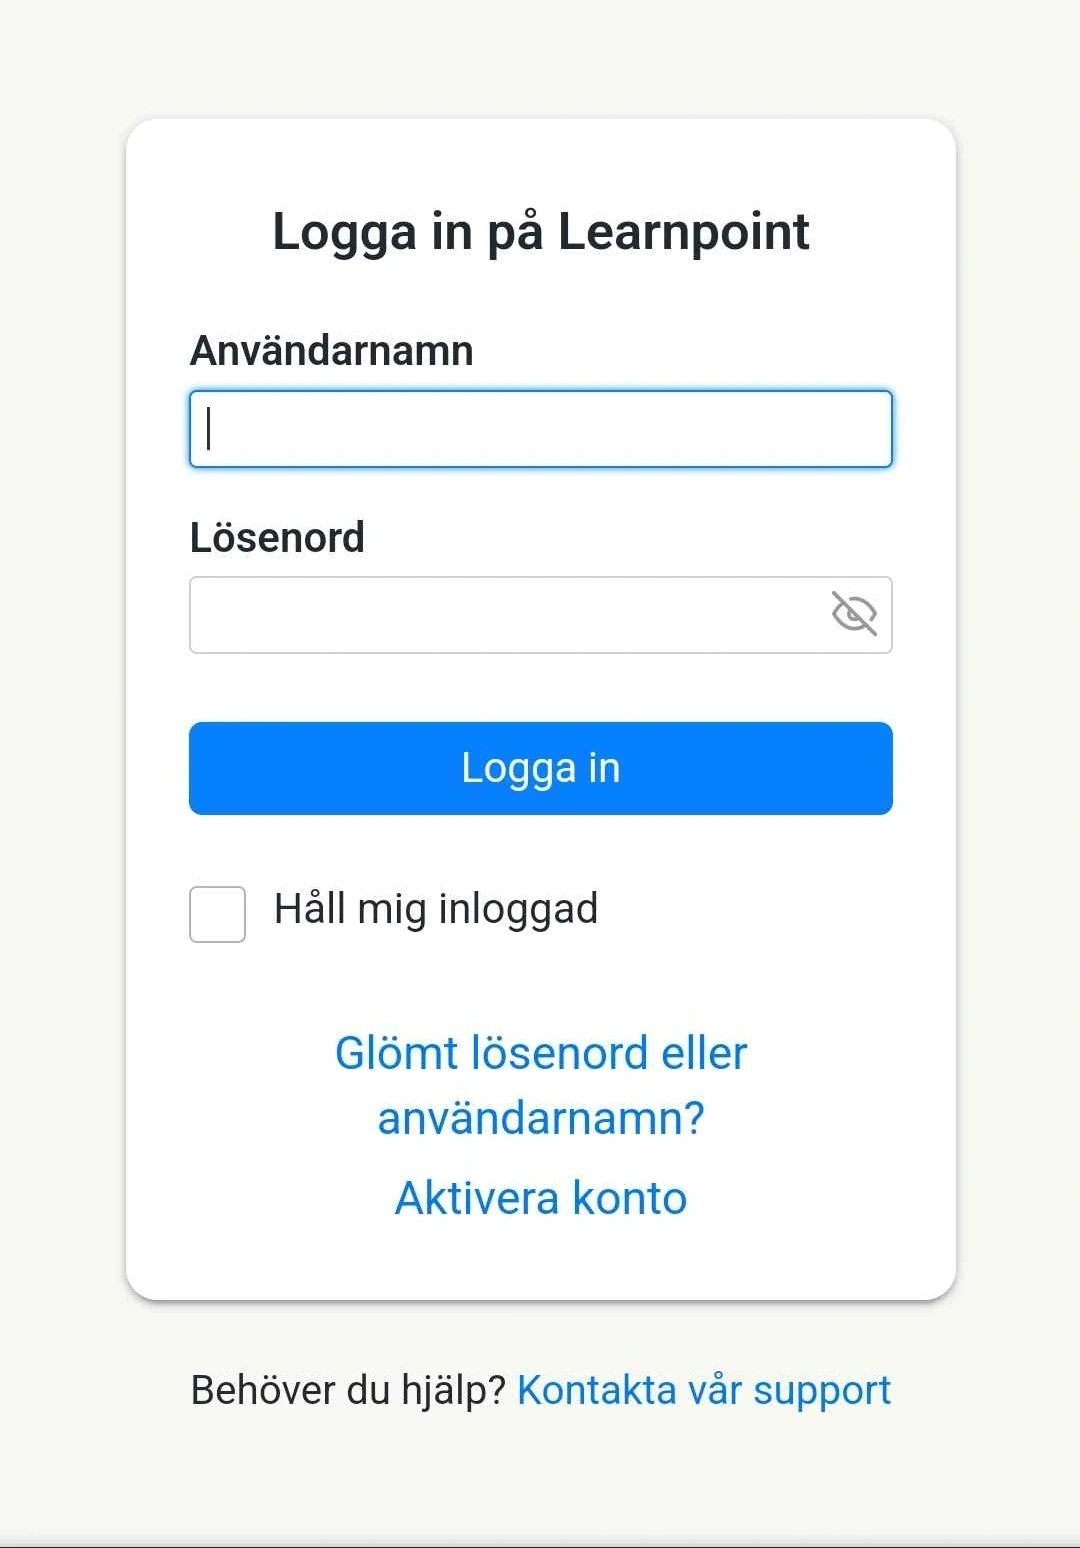 Logga in på Learnpoint
Användarnamn
Lösenord
Logga in
Håll mig inloggad
Glömt lösenord eller
användarnamn?
Aktivera konto
Behöver du hjälp? Kontakta vår support